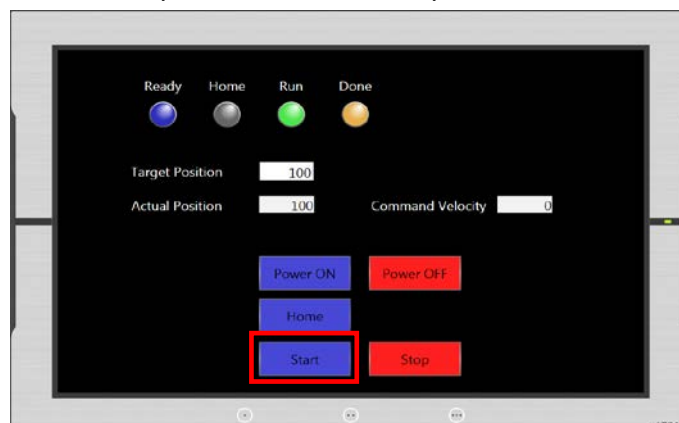 Ready Home Run Done
Target Position 100
Actual Position 100 Command Velocity 0
Power ON Power OFF
Home
Start Stop